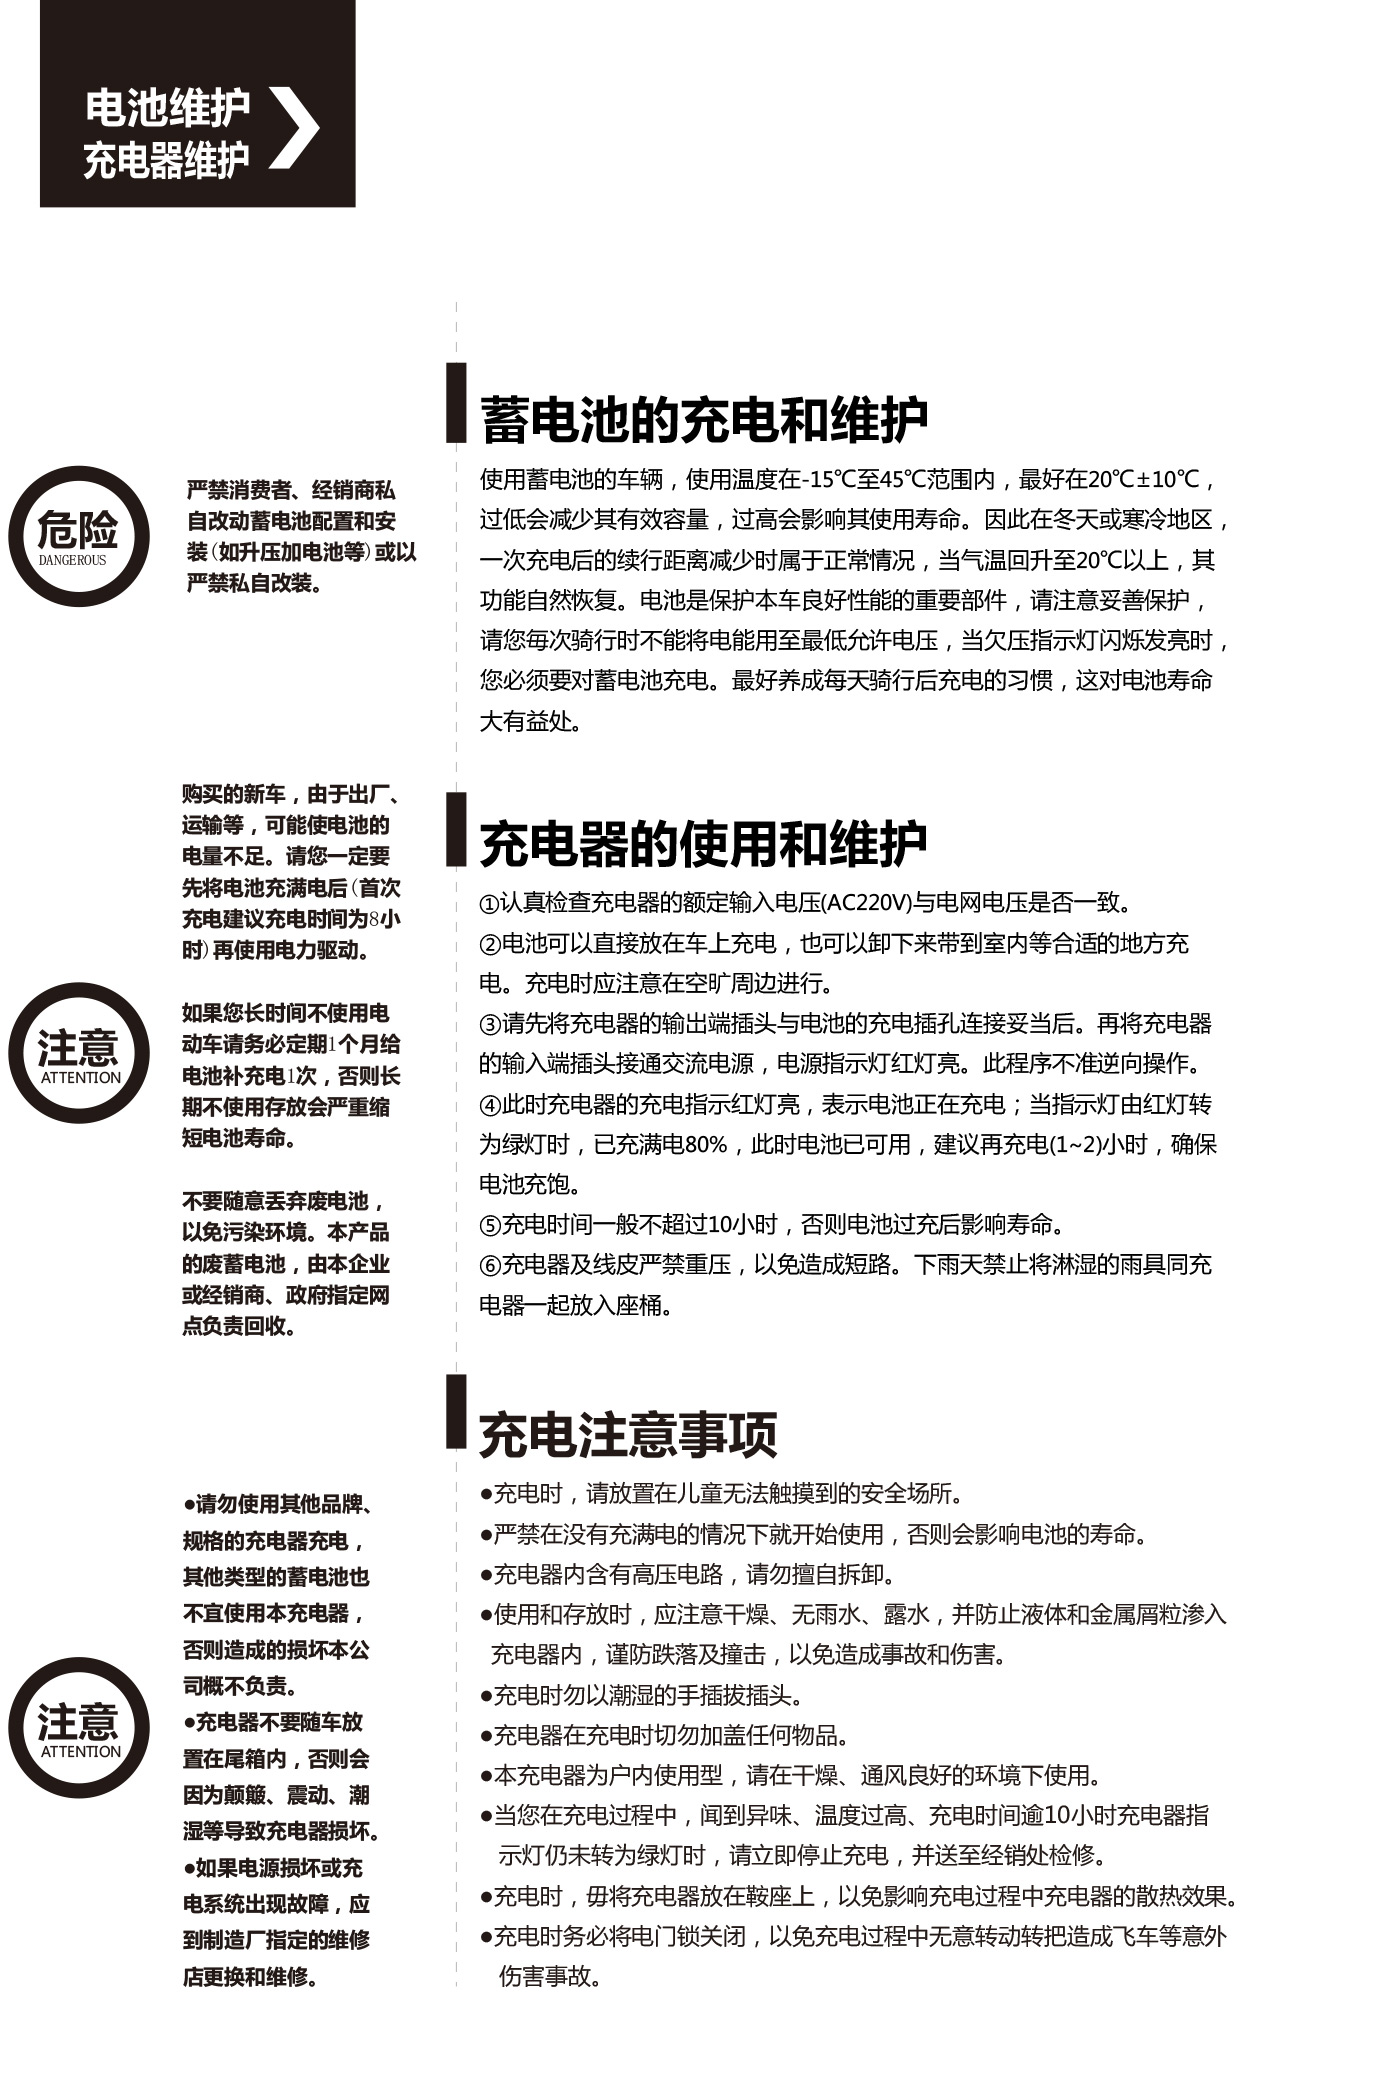 电池维护
充电器维护
危险
DANGEROUS
严禁消费者、经销商私
自改动蓄电池配置和安
装(如升压加电池等)或以
严禁私自改装。
蓄电池的充电和维护
使用蓄电池的车辆，使用温度在-15℃至45℃范围内，最好在20℃±10℃，
过低会减少其有效容量，过高会影响其使用寿命。因此在冬天或寒冷地区，
一次充电后的续行距离减少时属于正常情况，当气温回升至20℃以上，其
功能自然恢复。电池是保护本车良好性能的重要部件，请注意妥善保护，
请您每次骑行时不能将电能用至最低允许电压，当欠压指示灯闪烁发亮时，
您必须要对蓄电池充电。最好养成每天骑行后充电的习惯，这对电池寿命
大有益处。
注意
ATTENTION
购买的新车，由于出厂、
运输等，可能使电池的
电量不足。请您一定要
先将电池充满电后(首次
充电建议充电时间为8小
时)再使用电力驱动。
如果您长时间不使用电
动车请务必定期1个月给
电池补充电1次，否则长
期不使用存放会严重缩
短电池寿命。
不要随意丢弃废电池，
以免污染环境。本产品
的废蓄电池，由本企业
或经销商、政府指定网
点负责回收。
充电器的使用和维护
①认真检查充电器的额定输入电压(AC220V)与电网电压是否一致。
②电池可以直接放在车上充电，也可以卸下来带到室内等合适的地方充
电。充电时应注意在空旷周边进行。
③请先将充电器的输出端插头与电池的充电插孔连接妥当后。再将充电器
的输入端插头接通交流电源，电源指示灯红灯亮。此程序不准逆向操作。
④此时充电器的充电指示红灯亮，表示电池正在充电；当指示灯由红灯转
为绿灯时，已充满电80%，此时电池已可用，建议再充电(1~2)小时，确保
电池充饱。
⑤充电时间一般不超过10小时，否则电池过充后影响寿命。
⑥充电器及线皮严禁重压，以免造成短路。下雨天禁止将淋湿的雨具同充
电器一起放入座桶。
注意
ATTENTION
●请勿使用其他品牌、
规格的充电器充电，
其他类型的蓄电池也
不宜使用本充电器，
否则造成的损坏本公
司概不负责。
●充电器不要随车放
置在尾箱内，否则会
因为颠簸、震动、潮
湿等导致充电器损坏。
●如果电源损坏或充
电系统出现故障，应
到制造厂指定的维修
店更换和维修。
充电注意事项
●充电时，请放置在儿童无法触摸到的安全场所。
●严禁在没有充满电的情况下就开始使用，否则会影响电池的寿命。
●充电器内含有高压电路，请勿擅自拆卸。
●使用和存放时，应注意干燥、无雨水、露水，并防止液体和金属屑粒渗入
充电器内，谨防跌落及撞击，以免造成事故和伤害。
●充电时勿以潮湿的手插拔插头。
●充电器在充电时切勿加盖任何物品。
●本充电器为户内使用型，请在干燥、通风良好的环境下使用。
●当您在充电过程中，闻到异味、温度过高、充电时间逾10小时充电器指
示灯仍未转为绿灯时，请立即停止充电，并送至经销处检修。
●充电时，毋将充电器放在鞍座上，以免影响充电过程中充电器的散热效果。
●充电时务必将电门锁关闭，以免充电过程中无意转动转把造成飞车等意外
伤害事故。